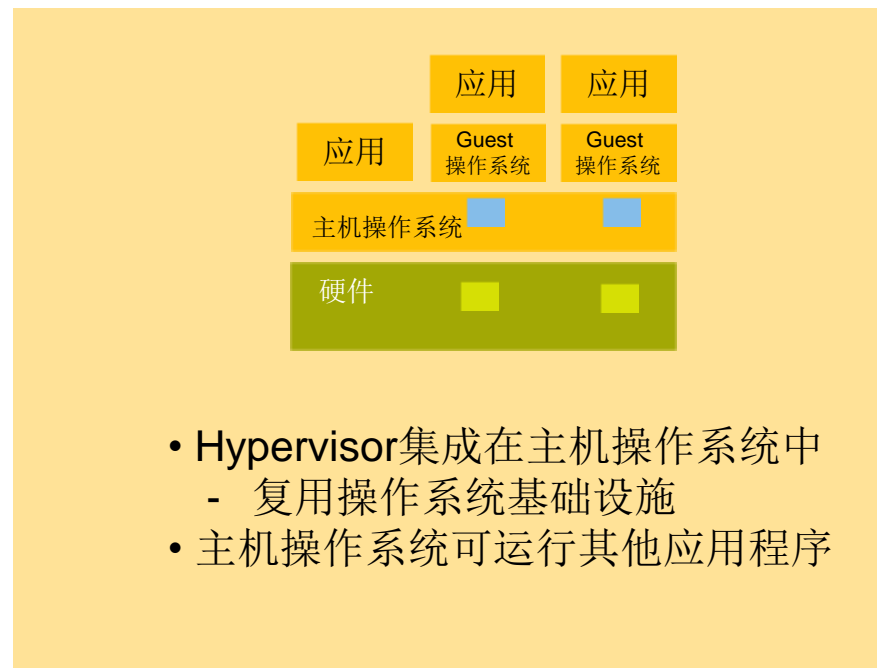 应用 应用
应用 Guest Guest
操作系统 操作系统
主机操作系统
硬件
• Hypervisor集成在主机操作系统中
- 复用操作系统基础设施
• 主机操作系统可运行其他应用程序